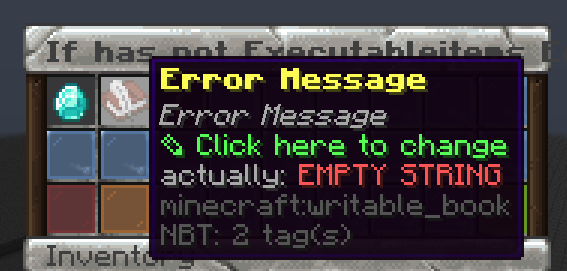 If has not Executableitems
Error Message
Error Message
✎ Click here to change
actually: EMPTY STRING
minecraft:writable_book
NBT: 2 tag(s)
Inventory